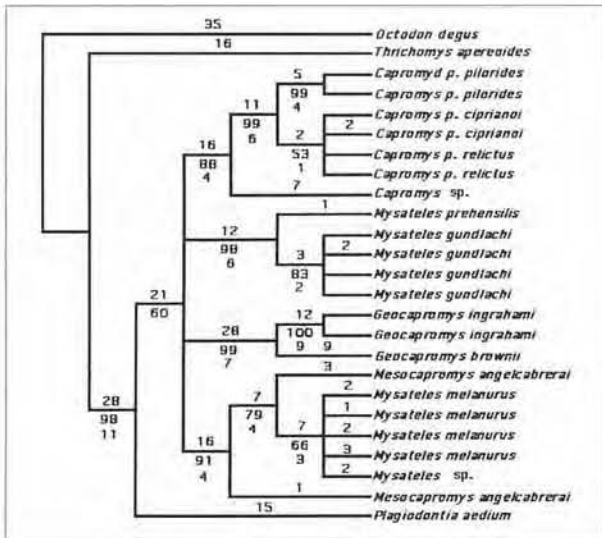 35
Octodon degus
16
Thrichomys apereoides
5
Capromyd p. pilorides
11
99
Capromys p. pilorides
99
4
6
Capromys p. ciprianoi
2
16
2
Capromys p. ciprianoi
88
53
Capromys p. relictus
4
1
Capromys p. relictus
7
Capromys sp.
1
Mysateles prehensilis
12
Mysateles gundlachi
98
3
2
Mysateles gundlachi
6
83
Mysateles gundlachi
2
Mysateles gundlachi
21
12
Geocapromys ingrahami
60
28
100
Geocapromys ingrahami
99
9
9
7
Geocapromys brownii
3
Mesocapromys angelcabrerai
7
2
Mysateles melanurus
28
79
1
Mysateles melanurus
98
4
7
2
Mysateles melanurus
11
16
66
3
Mysateles melanurus
91
3
2
Mysateles sp.
4
1
Mesocapromys angelcabrerai
15
Plagiodontia aedium